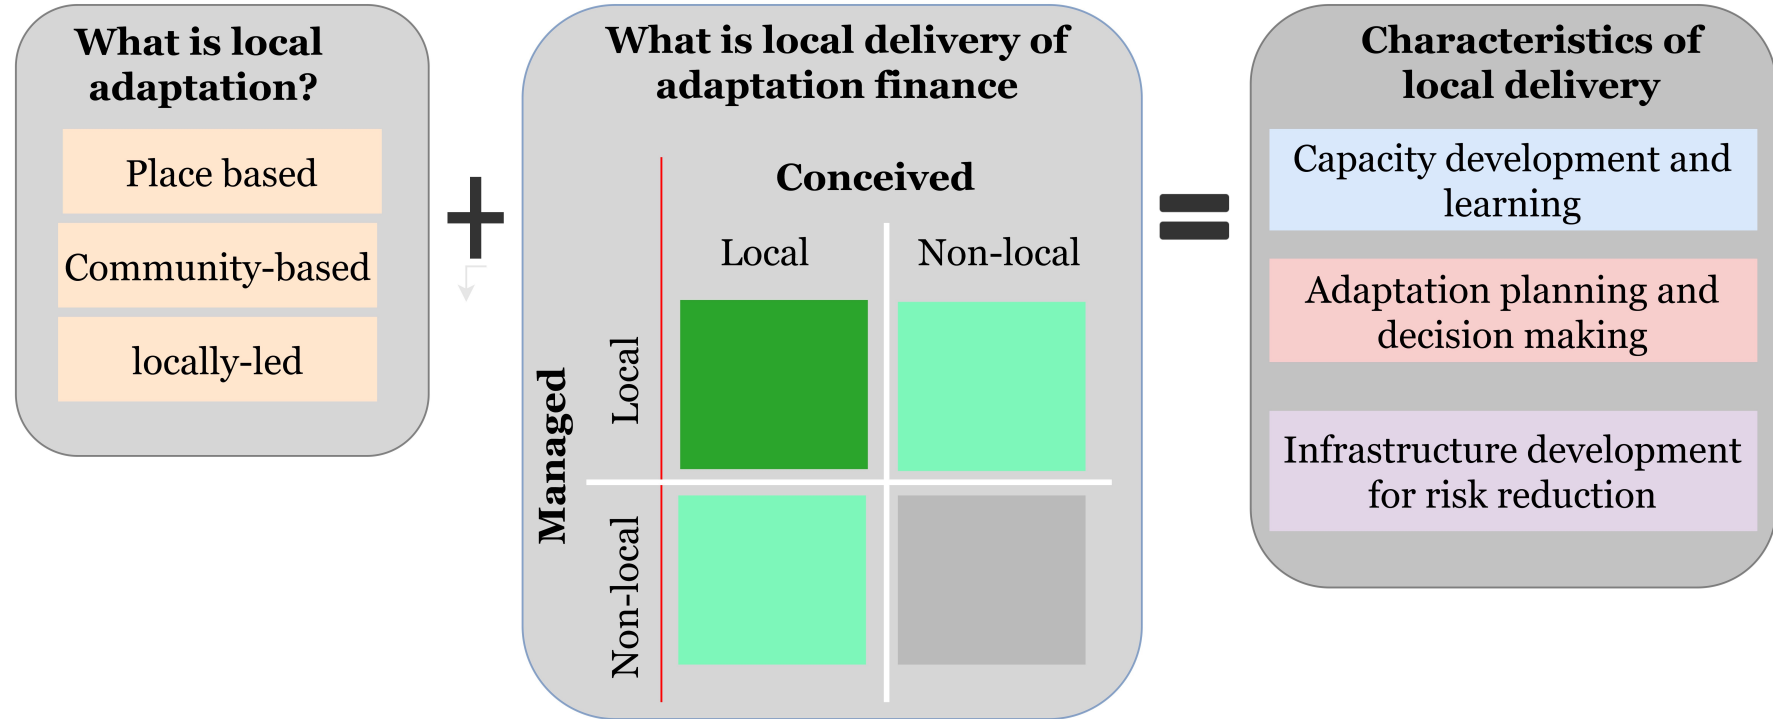 What is local
adaptation?
Place based
Community-based
locally-led
What is local delivery of
adaptation finance
Conceived
Local
Non-local
Managed
Local
Non-local
Characteristics of
local delivery
Capacity development and
learning
Adaptation planning and
decision making
Infrastructure development
for risk reduction